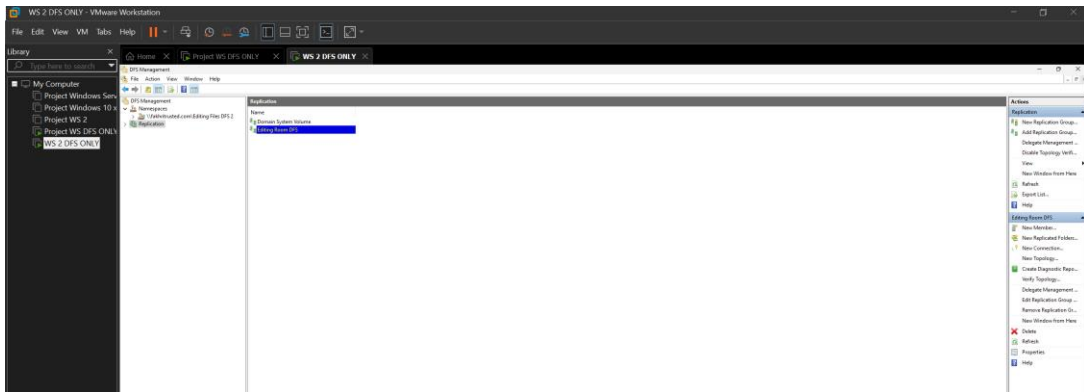 WS 2 DFS ONLY - VMware Workstation
File Edit View VM Tabs Help
Library
Type here to search
My Computer
Project Windows Serv
Project Windows 10 x
Project WS 2
Project WS DFS ONLY
WS 2 DFS ONLY
Home
Project WS DFS ONLY
WS 2 DFS ONLY
DFS Management
File Action View Window Help
DFS Management
Namespaces
Replication
Replication
Name
Domain System Volume
Editing Room DFS
Actions
Replication
New Replication Group...
Add Replication Group...
Delegate Management ...
Disable Topology Verifi...
View
New Window from Here
Refresh
Export List...
Help
Editing Room DFS
New Member...
New Replicated Folders...
New Connection...
New Topology...
Create Diagnostic Repo...
Verify Topology...
Delegate Management ...
Edit Replication Group ...
Remove Replication Gr...
New Window from Here
Delete
Refresh
Properties
Help